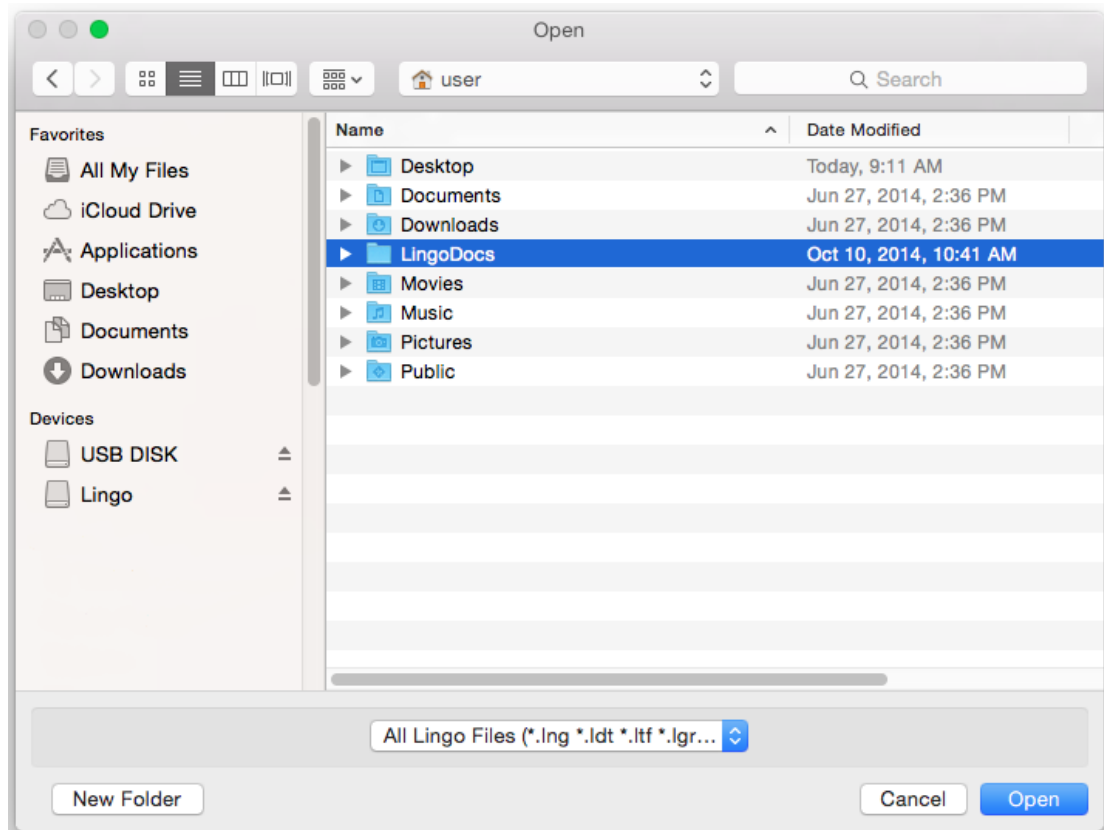 Open
user
Search
Favorites
All My Files
iCloud Drive
Applications
Desktop
Documents
Downloads
Devices
USB DISK
Lingo
Name Date Modified
Desktop Today, 9:11 AM
Documents Jun 27, 2014, 2:36 PM
Downloads Jun 27, 2014, 2:36 PM
LingoDocs Oct 10, 2014, 10:41 AM
Movies Jun 27, 2014, 2:36 PM
Music Jun 27, 2014, 2:36 PM
Pictures Jun 27, 2014, 2:36 PM
Public Jun 27, 2014, 2:36 PM
All Lingo Files (*.lng *.ldt *.ltf *.lgr...
New Folder
Cancel
Open